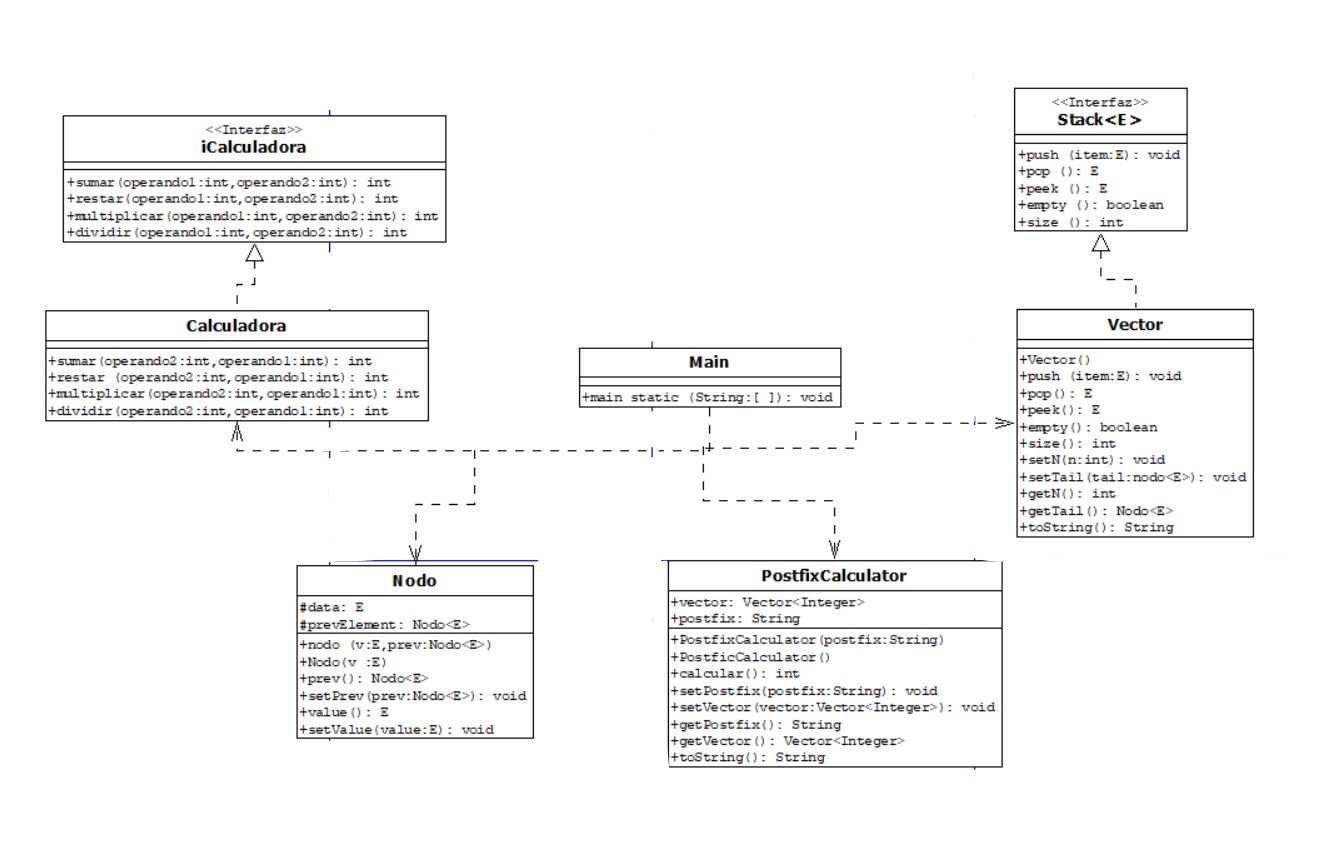 <<Interfaz>>
iCalculadora
+sumar(operando1:int,operando2:int): int
+restar(operando1:int,operando2:int): int
+multiplicar(operando1:int,operando2:int): int
+dividir(operando1:int,operando2:int): int
<<Interfaz>>
Stack<E>
+push (item:E): void
+pop (): E
+peek (): E
+empty (): boolean
+size (): int
Calculadora
+sumar(operando2:int,operando1:int): int
+restar (operando2:int,operando1:int): int
+multiplicar(operando2:int,operando1:int): int
+dividir(operando2:int,operando1:int): int
Main
+main static (String:[ ]): void
Vector
+Vector()
+push (item:E): void
+pop(): E
+peek(): E
+empty(): boolean
+size(): int
+setN(n:int): void
+setTail(tail:nodo<E>): void
+getN(): int
+getTail(): Nodo<E>
+toString(): String
Nodo
#data: E
#prevElement: Nodo<E>
+nodo (v:E,prev:Nodo<E>)
+Nodo(v :E)
+prev(): Nodo<E>
+setPrev(prev:Nodo<E>): void
+value(): E
+setValue(value:E): void
PostfixCalculator
+vector: Vector<Integer>
+postfix: String
+PostfixCalculator(postfix:String)
+PostficCalculator()
+calcular(): int
+setPostfix(postfix:String): void
+setVector(vector:Vector<Integer>): void
+getPostfix(): String
+getVector(): Vector<Integer>
+toString(): String